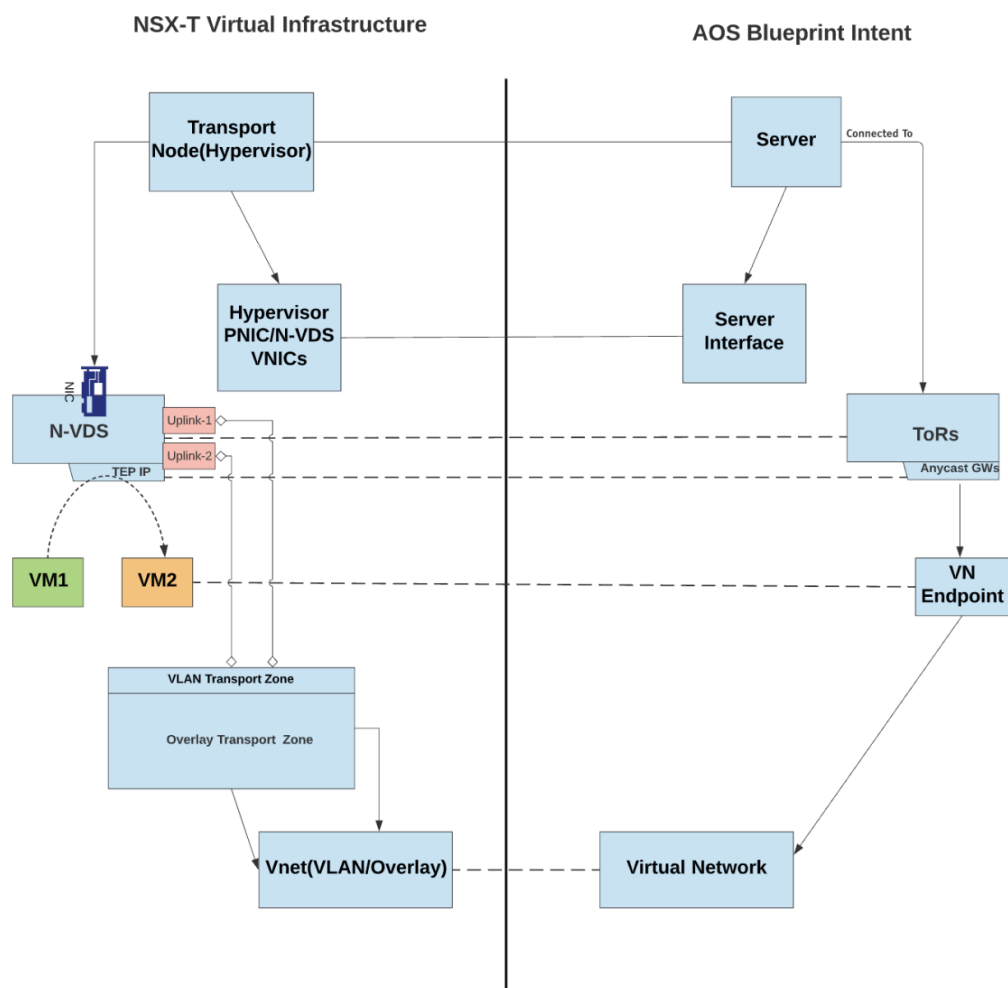 NSX-T Virtual Infrastructure
AOS Blueprint Intent
Transport
Node(Hypervisor)
Server
Connected To
Hypervisor
PNIC/N-VDS
VNICs
Server
Interface
NIC
N-VDS
Uplink-1
Uplink-2
TEP IP
ToRs
Anycast GWs
VM1
VM2
VN
Endpoint
VLAN Transport Zone
Overlay Transport Zone
Vnet(VLAN/Overlay)
Virtual Network